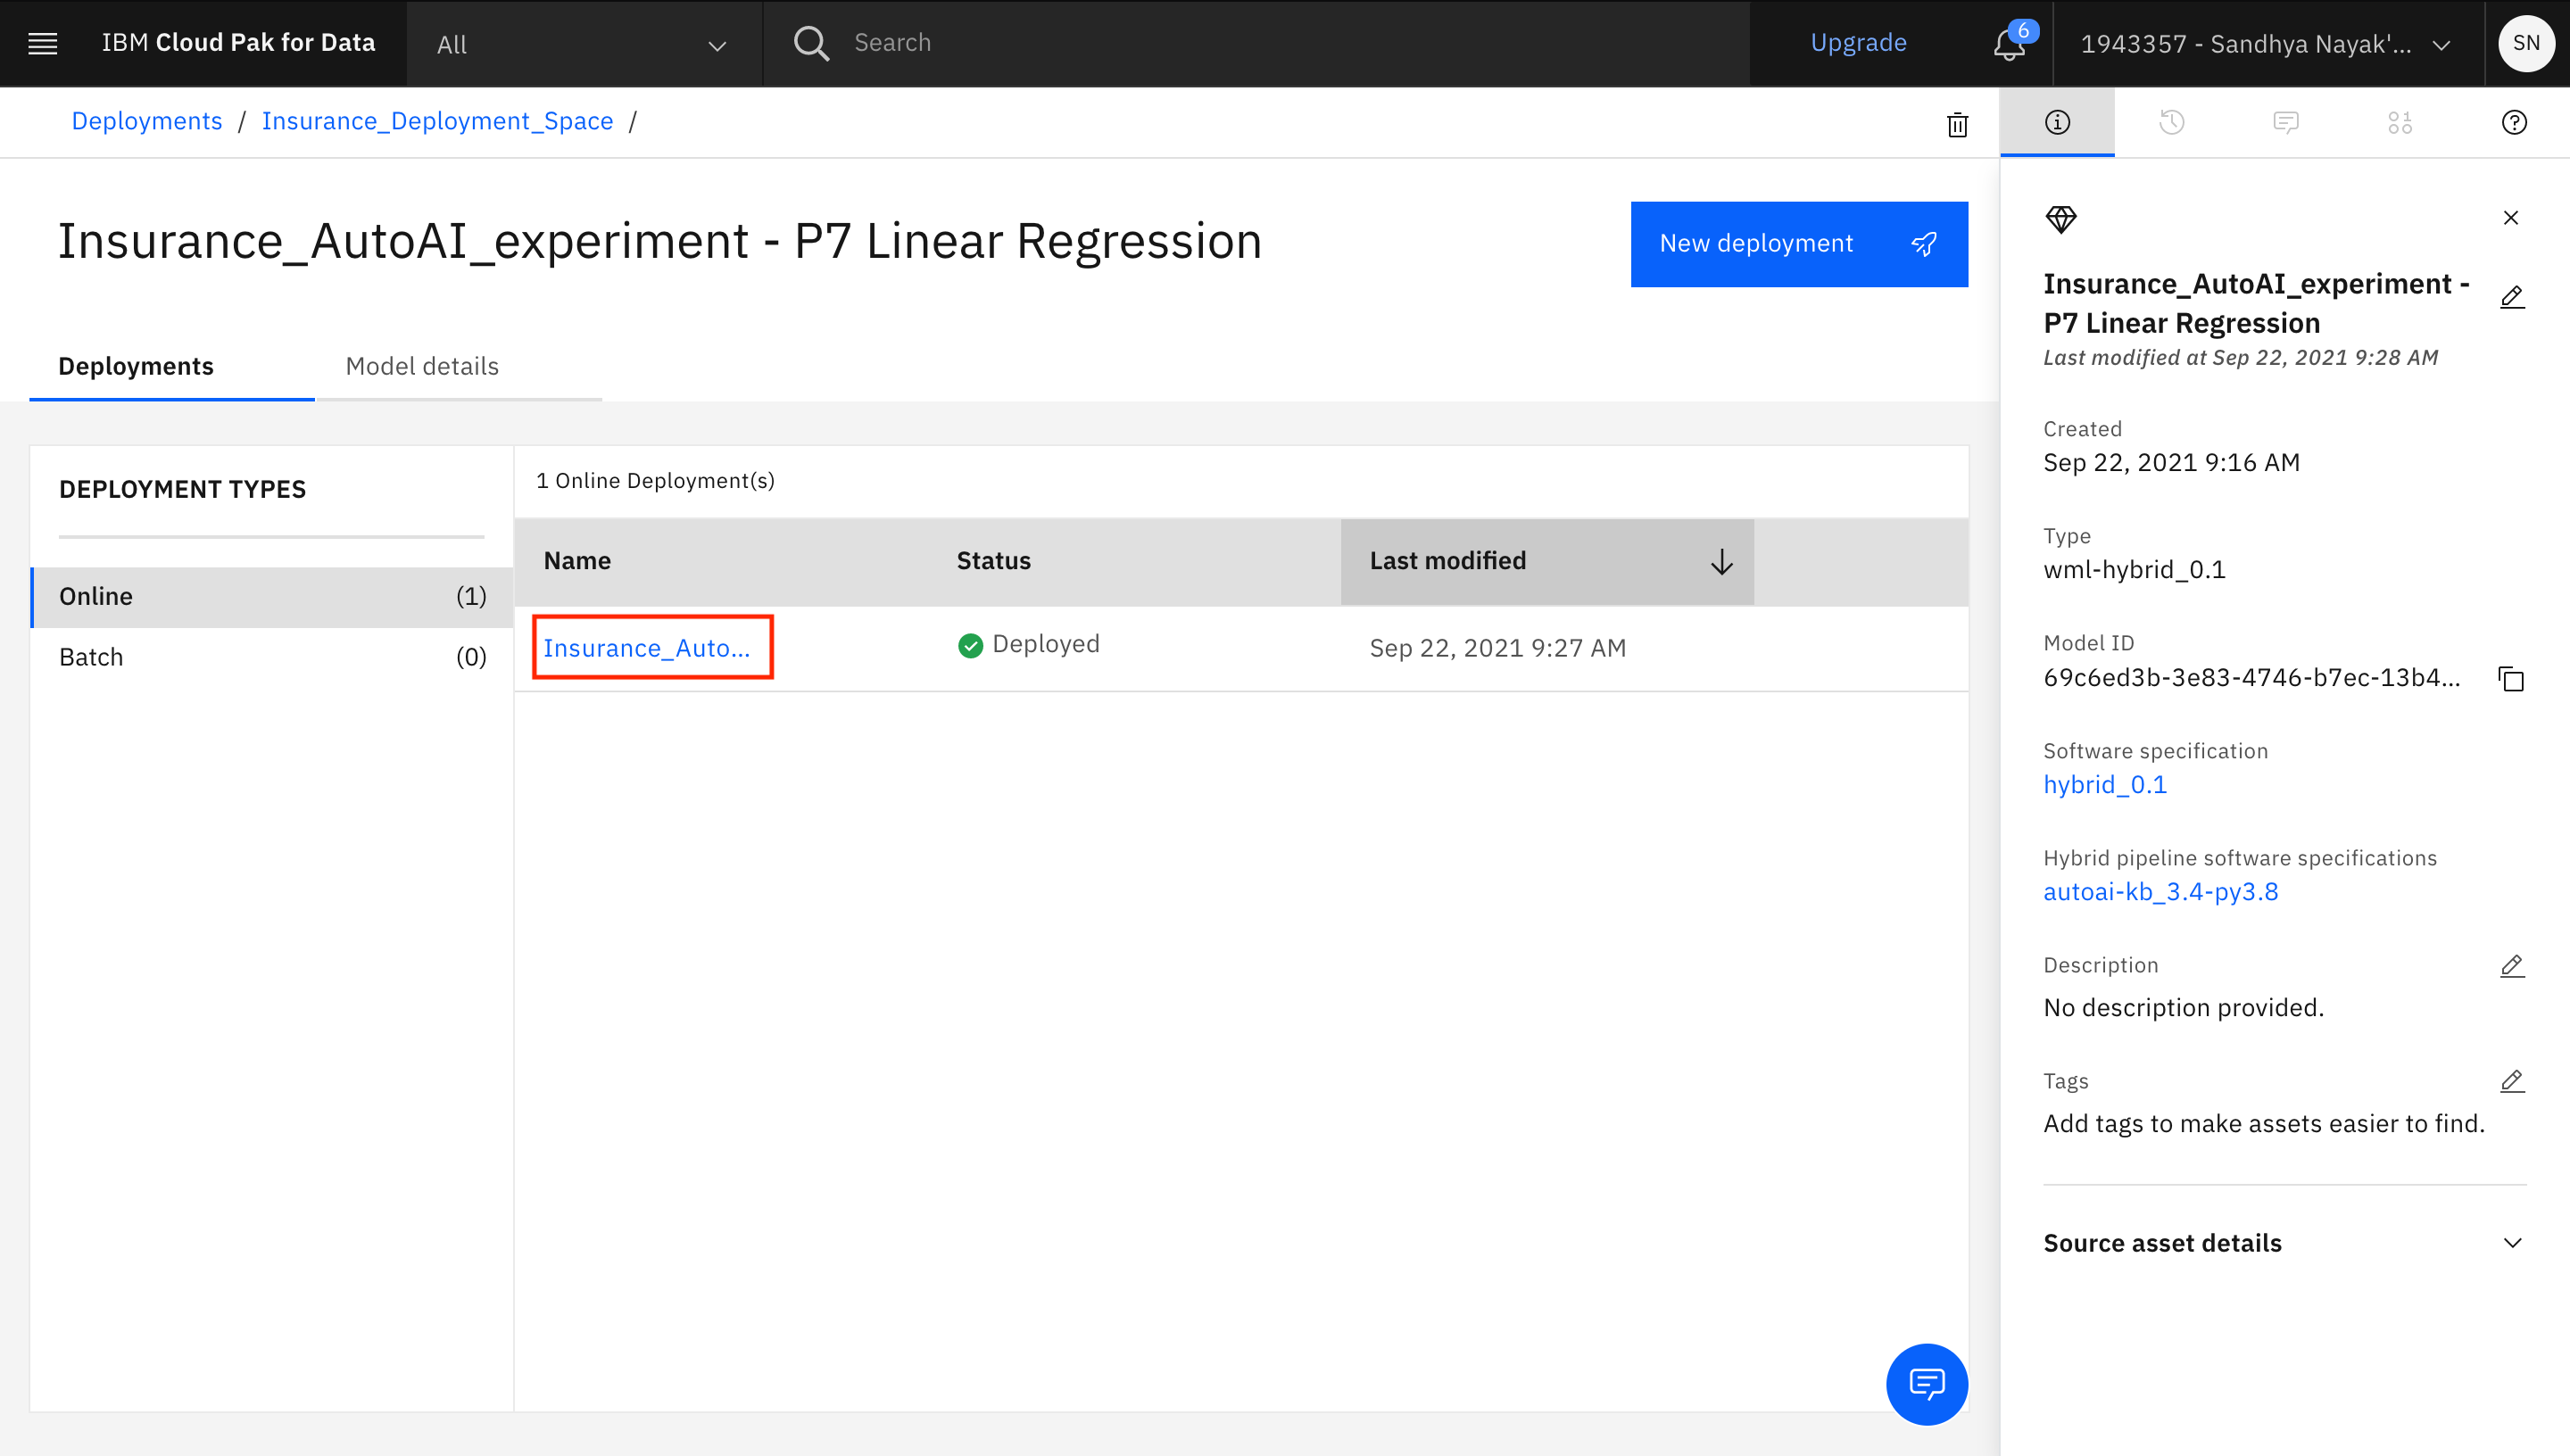 IBM Cloud Pak for Data
All
Search
Upgrade
6
1943357 - Sandhya Nayak'...
SN
Deployments / Insurance_Deployment_Space /
Insurance_AutoAI_experiment - P7 Linear Regression
New deployment
Deployments
Model details
DEPLOYMENT TYPES
Online (1)
Batch (0)
1 Online Deployment(s)
Name Status Last modified
Insurance_Auto... Deployed Sep 22, 2021 9:27 AM
Insurance_AutoAI_experiment -
P7 Linear Regression
Last modified at Sep 22, 2021 9:28 AM
Created
Sep 22, 2021 9:16 AM
Type
wml-hybrid_0.1
Model ID
69c6ed3b-3e83-4746-b7ec-13b4...
Software specification
hybrid_0.1
Hybrid pipeline software specifications
autoai-kb_3.4-py3.8
Description
No description provided.
Tags
Add tags to make assets easier to find.
Source asset details